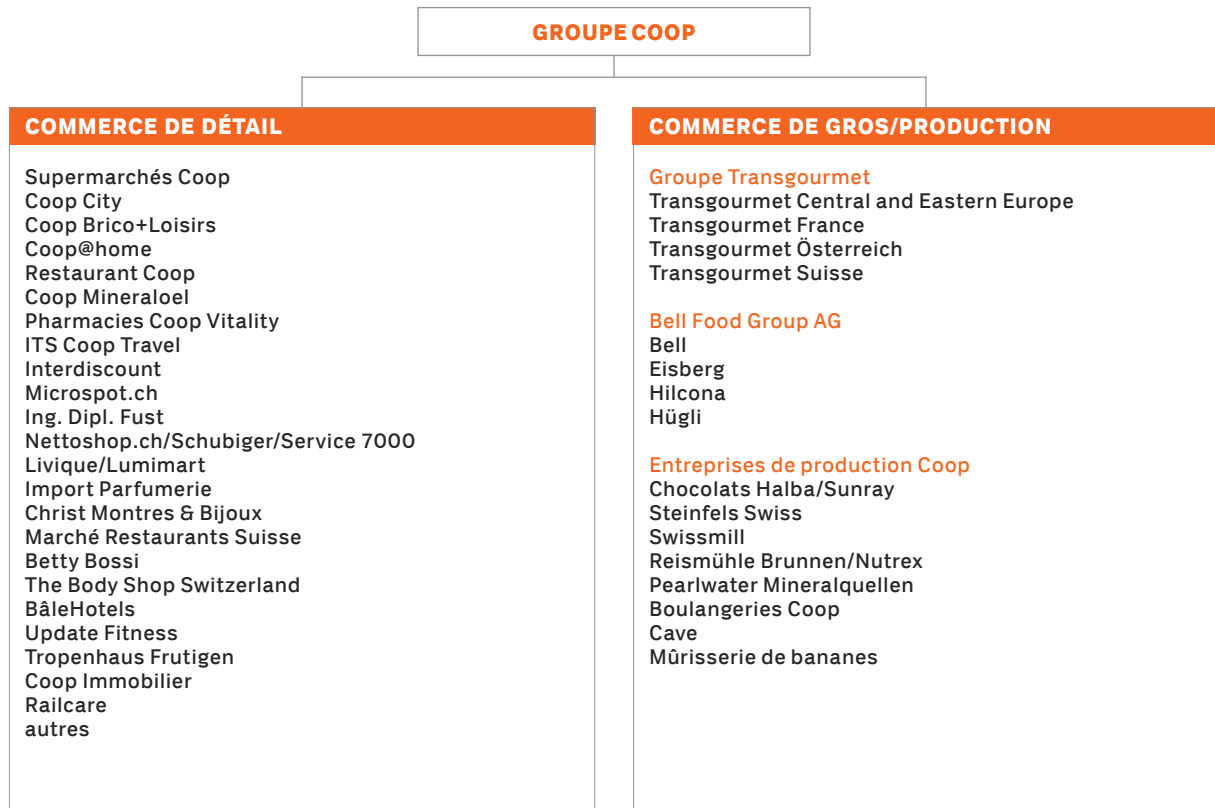 GROUPE COOP
COMMERCE DE DÉTAIL
Supermarchés Coop
Coop City
Coop Brico+Loisirs
Coop@home
Restaurant Coop
Coop Mineraloel
Pharmacies Coop Vitality
ITS Coop Travel
Interdiscount
Microspot.ch
Ing. Dipl. Fust
Nettoshop.ch/Schubiger/Service 7000
Livique/Lumimart
Import Parfumerie
Christ Montres & Bijoux
Marché Restaurants Suisse
Betty Bossi
The Body Shop Switzerland
BâleHotels
Update Fitness
Tropenhaus Frutigen
Coop Immobilier
Railcare
autres
COMMERCE DE GROS/PRODUCTION
Groupe Transgourmet
Transgourmet Central and Eastern Europe
Transgourmet France
Transgourmet Österreich
Transgourmet Suisse
Bell Food Group AG
Bell
Eisberg
Hilcona
Hügli
Entreprises de production Coop
Chocolats Halba/Sunray
Steinfels Swiss
Swissmill
Reismühle Brunnen/Nutrex
Pearlwater Mineralquellen
Boulangeries Coop
Cave
Mûrisserie de bananes